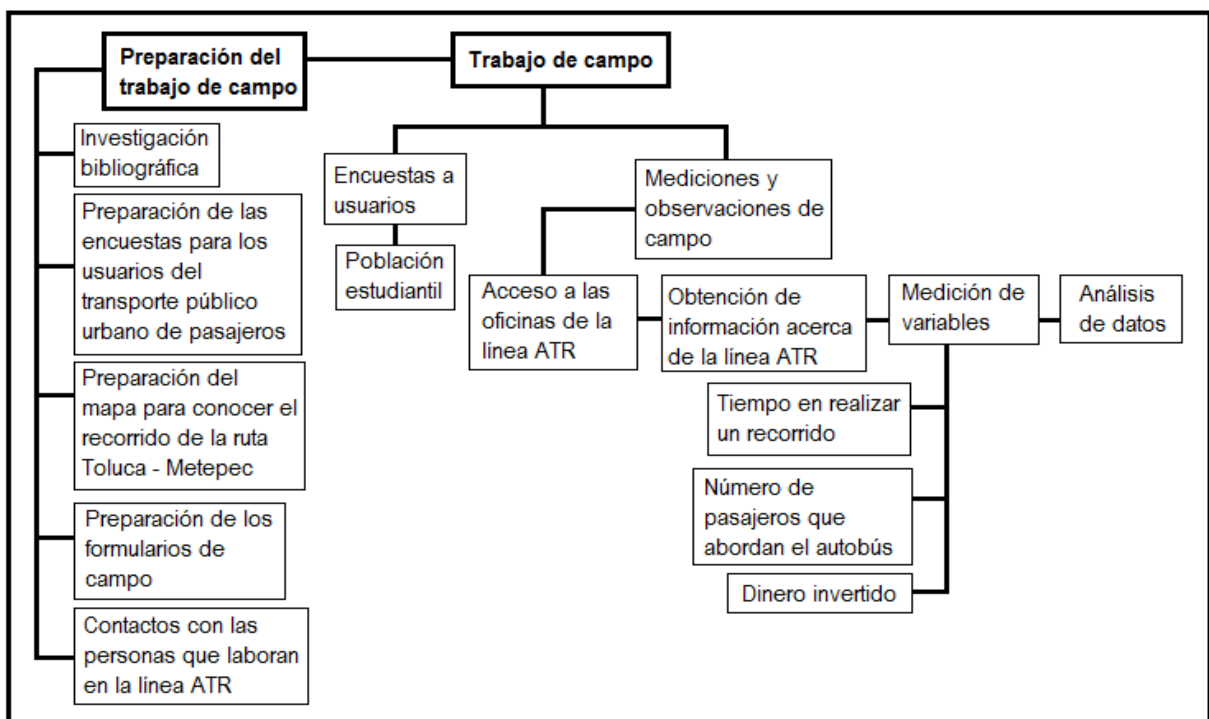 Preparación del
trabajo de campo
Trabajo de campo
Investigación
bibliográfica
Preparación de las
encuestas para los
usuarios del
transporte público
urbano de pasajeros
Preparación del
mapa para conocer el
recorrido de la ruta
Toluca - Metepec
Preparación de los
formularios de
campo
Contactos con las
personas que laboran
en la línea ATR
Encuestas a
usuarios
Población
estudiantil
Mediciones y
observaciones de
campo
Acceso a las
oficinas de la
línea ATR
Obtención de
información acerca
de la línea ATR
Medición de
variables
Análisis
de datos
Tiempo en realizar
un recorrido
Número de
pasajeros que
abordan el autobús
Dinero invertido